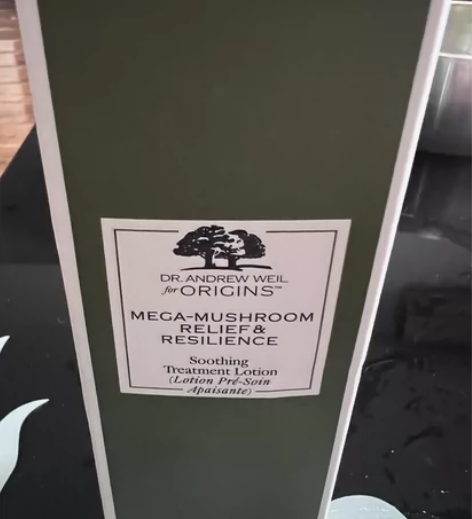 DR. ANDREW WEIL
for ORIGINS™
MEGA-MUSHROOM
RELIEF &
RESILIENCE
Soothing
Treatment Lotion
(Lotion Pré-Soin
Apaisante)